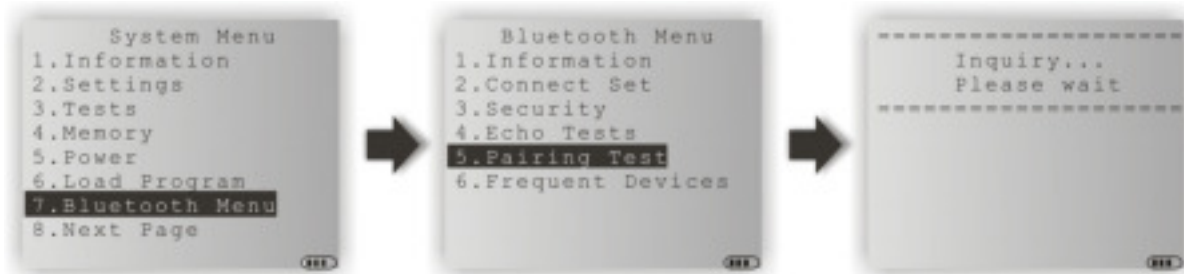 System Menu
1.Information
2.Settings
3.Tests
4.Memory
5.Power
6.Load Program
7.Bluetooth Menu
8.Next Page
Bluetooth Menu
1.Information
2.Connect Set
3.Security
4.Echo Tests
5.Pairing Test
6.Frequent Devices
====================
Inquiry...
Please wait
====================